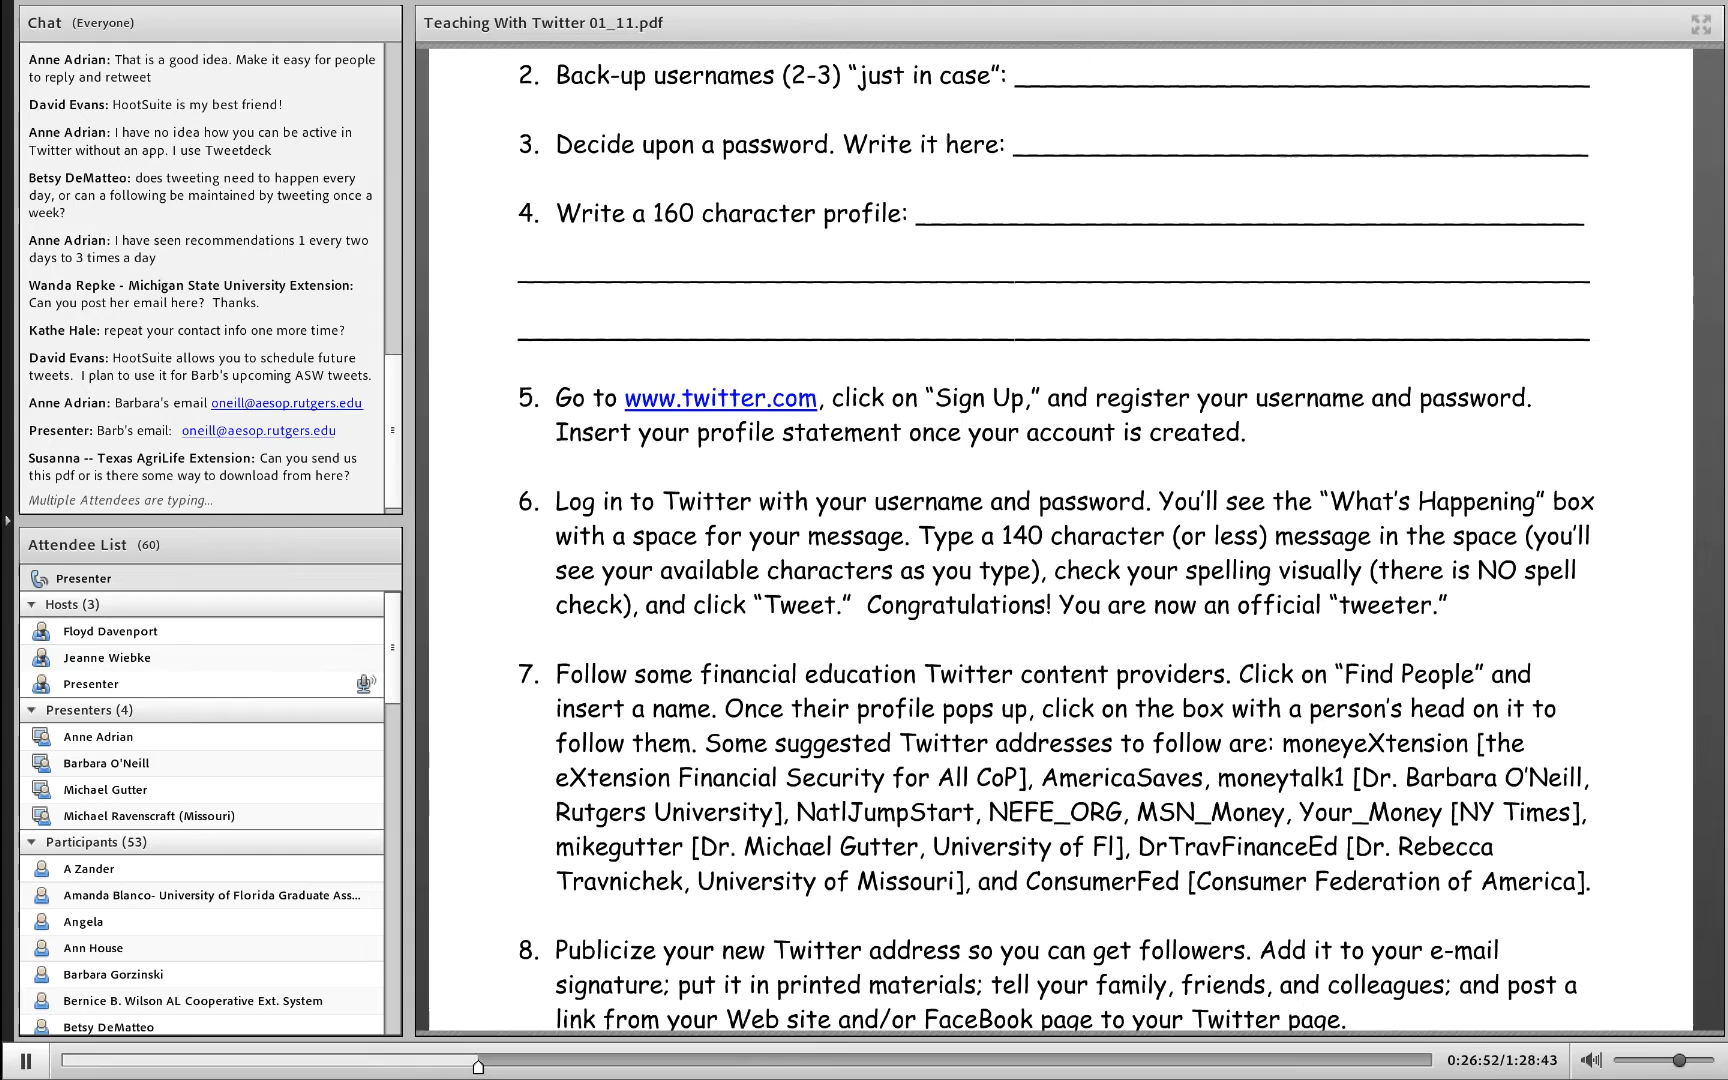 Chat (Everyone)
Anne Adrian: That is a good idea. Make it easy for people
to reply and retweet
David Evans: HootSuite is my best friend!
Anne Adrian: I have no idea how you can be active in
Twitter without an app. I use Tweetdeck
Betsy DeMatteo: does tweeting need to happen every
day, or can a following be maintained by tweeting once a
week?
Anne Adrian: I have seen recommendations 1 every two
days to 3 times a day
Wanda Repke - Michigan State University Extension:
Can you post her email here?  Thanks.
Kathe Hale: repeat your contact info one more time?
David Evans: HootSuite allows you to schedule future
tweets.  I plan to use it for Barb's upcoming ASW tweets.
Anne Adrian: Barbara's email oneill@aesop.rutgers.edu
Presenter: Barb's email:  oneill@aesop.rutgers.edu
Susanna -- Texas AgriLife Extension: Can you send us
this pdf or is there some way to download from here?
Multiple Attendees are typing...
Attendee List (60)
Presenter
Hosts (3)
Floyd Davenport
Jeanne Wiebke
Presenter
Presenters (4)
Anne Adrian
Barbara O'Neill
Michael Gutter
Michael Ravenscraft (Missouri)
Participants (53)
A Zander
Amanda Blanco- University of Florida Graduate Ass...
Angela
Ann House
Barbara Gorzinski
Bernice B. Wilson AL Cooperative Ext. System
Betsy DeMatteo
Teaching With Twitter 01_11.pdf
2. Back-up usernames (2-3) “just in case”: ____________________
3. Decide upon a password. Write it here: ____________________
4. Write a 160 character profile: ____________________
5. Go to www.twitter.com, click on “Sign Up,” and register your username and password.
Insert your profile statement once your account is created.
6. Log in to Twitter with your username and password. You’ll see the “What’s Happening” box
with a space for your message. Type a 140 character (or less) message in the space (you’ll
see your available characters as you type), check your spelling visually (there is NO spell
check), and click “Tweet.”  Congratulations! You are now an official “tweeter.”
7. Follow some financial education Twitter content providers. Click on “Find People” and
insert a name. Once their profile pops up, click on the box with a person’s head on it to
follow them. Some suggested Twitter addresses to follow are: moneyeXtension [the
eXtension Financial Security for All CoP], AmericaSaves, moneytalk1 [Dr. Barbara O’Neill,
Rutgers University], NatlJumpStart, NEFE_ORG, MSN_Money, Your_Money [NY Times],
mikegutter [Dr. Michael Gutter, University of Fl], DrTravFinanceEd [Dr. Rebecca
Travnichek, University of Missouri], and ConsumerFed [Consumer Federation of America].
8. Publicize your new Twitter address so you can get followers. Add it to your e-mail
signature; put it in printed materials; tell your family, friends, and colleagues; and post a
link from your Web site and/or FaceBook page to your Twitter page.
0:26:52/1:28:43